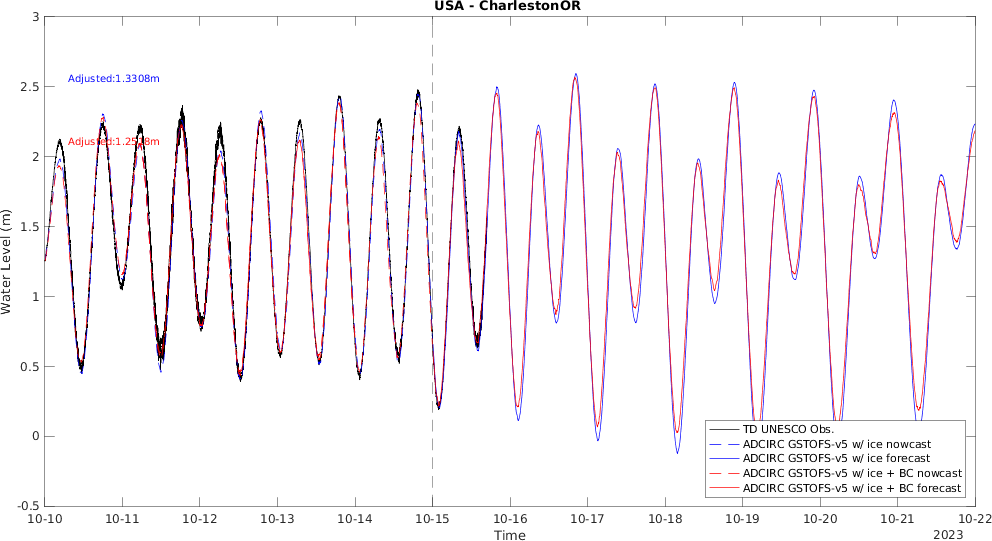 USA - CharlestonOR
3
2.5
2
1.5
1
0.5
0
-0.5
Water Level (m)
Adjusted:1.3308m
10-10
10-11
10-12
10-13
10-14
10-15
10-16
10-17
10-18
10-19
10-20
10-21
10-22
Time
2023
TD UNESCO Obs.
ADCIRC GSTOFS-v5 w/ ice nowcast
ADCIRC GSTOFS-v5 w/ ice forecast
ADCIRC GSTOFS-v5 w/ ice + BC nowcast
ADCIRC GSTOFS-v5 w/ ice + BC forecast